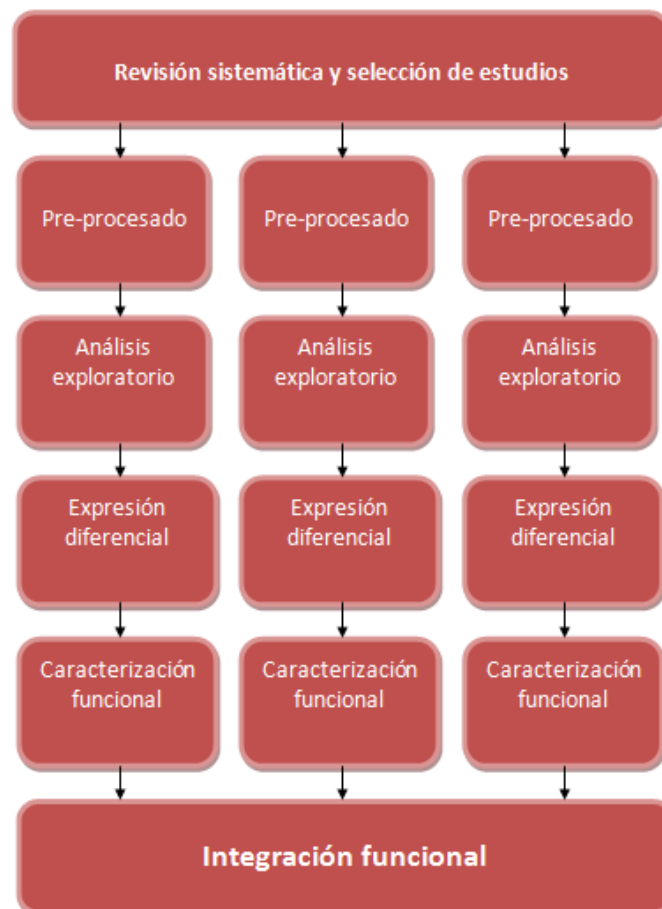 Revisión sistemática y selección de estudios
Pre-procesado
Pre-procesado
Pre-procesado
Análisis
exploratorio
Análisis
exploratorio
Análisis
exploratorio
Expresión
diferencial
Expresión
diferencial
Expresión
diferencial
Caracterización
funcional
Caracterización
funcional
Caracterización
funcional
Integración funcional